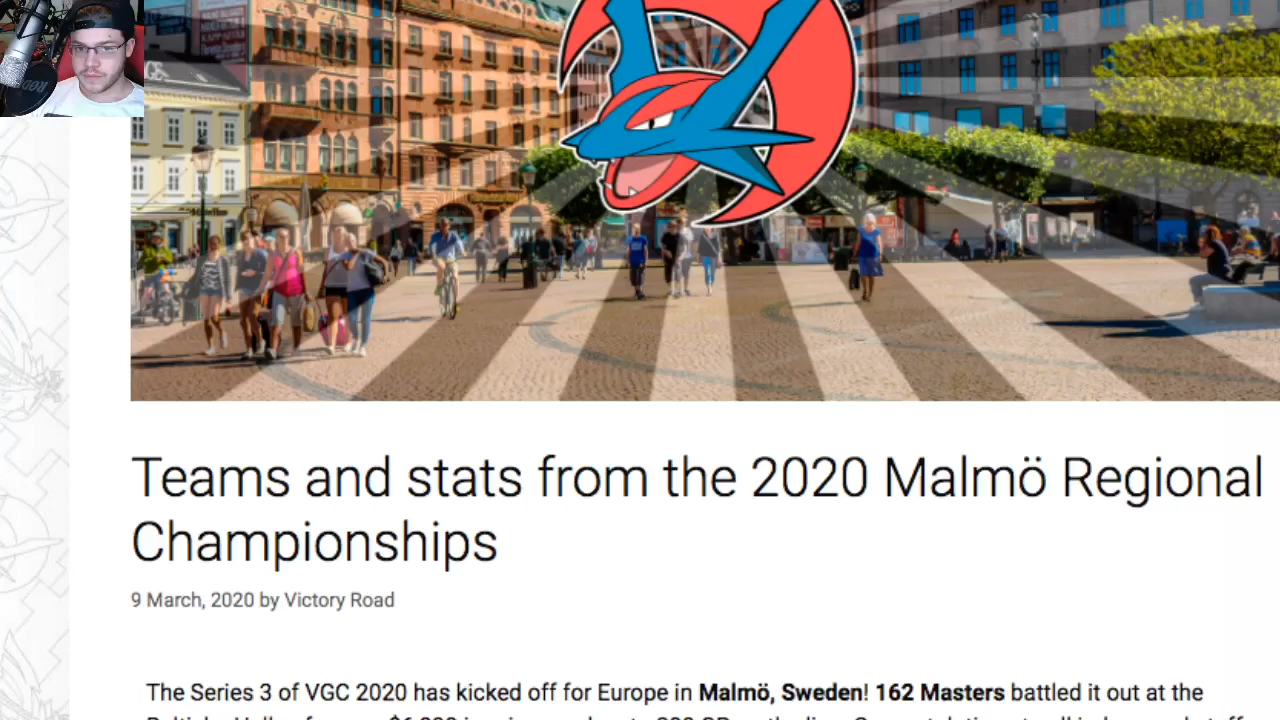 Teams and stats from the 2020 Malmö Regional
Championships
9 March, 2020 by Victory Road
The Series 3 of VGC 2020 has kicked off for Europe in Malmö, Sweden! 162 Masters battled it out at the